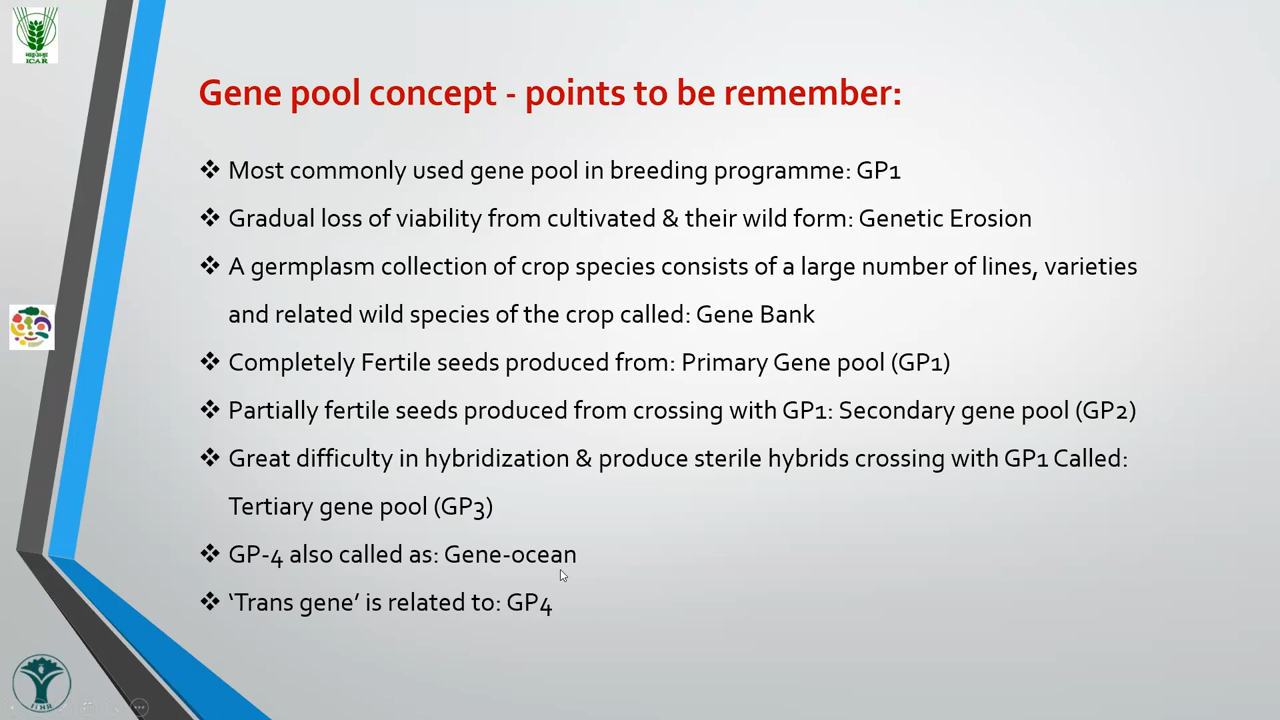 ICAR
Gene pool concept - points to be remember:
❖ Most commonly used gene pool in breeding programme: GP1
❖ Gradual loss of viability from cultivated & their wild form: Genetic Erosion
❖ A germplasm collection of crop species consists of a large number of lines, varieties
and related wild species of the crop called: Gene Bank
❖ Completely Fertile seeds produced from: Primary Gene pool (GP1)
❖ Partially fertile seeds produced from crossing with GP1: Secondary gene pool (GP2)
❖ Great difficulty in hybridization & produce sterile hybrids crossing with GP1 Called:
Tertiary gene pool (GP3)
❖ GP-4 also called as: Gene-ocean
❖ ‘Trans gene’ is related to: GP4